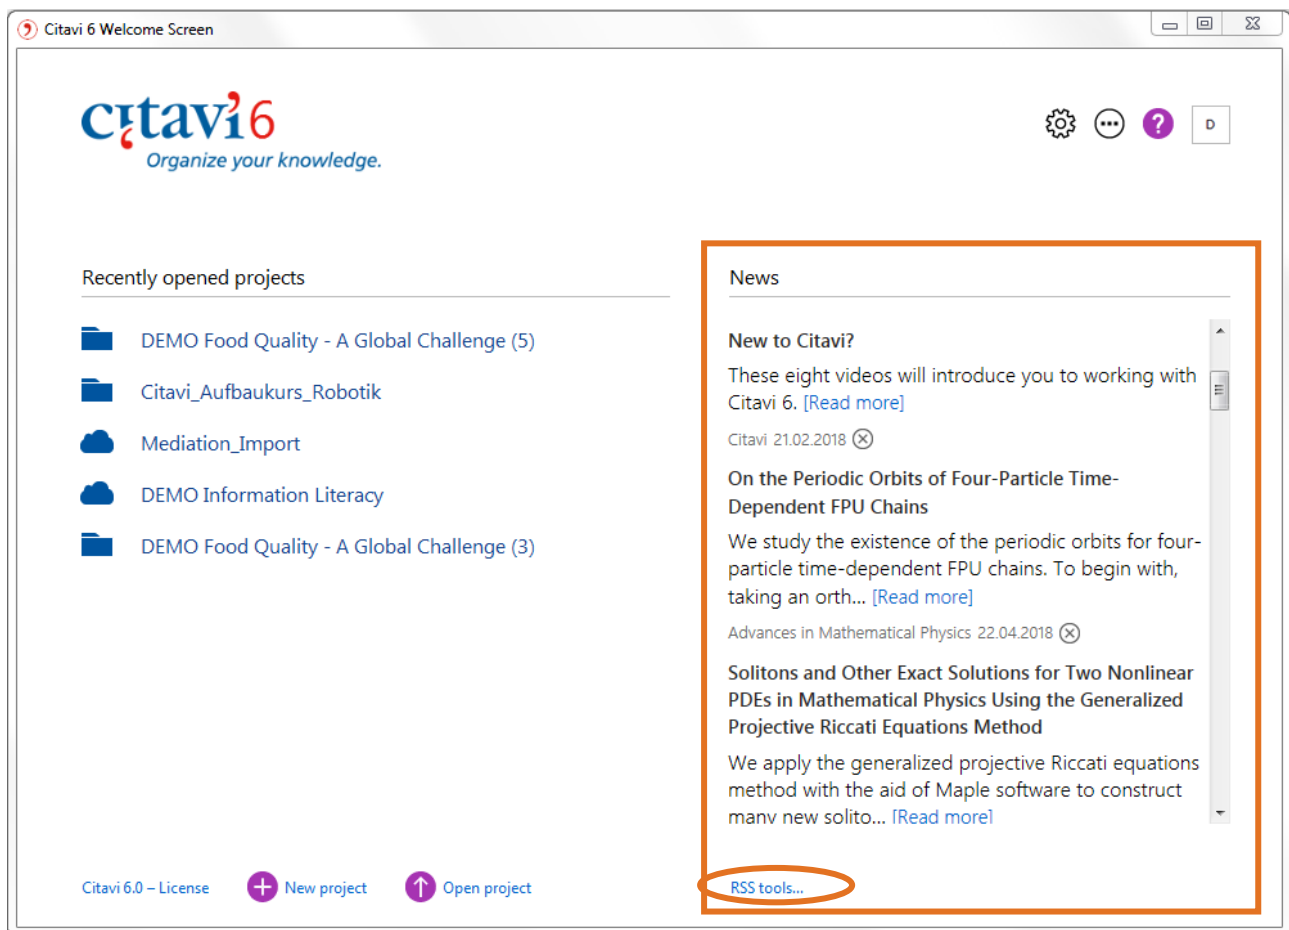 Citavi 6 Welcome Screen
citavi 6
Organize your knowledge.
?
D
Recently opened projects
DEMO Food Quality - A Global Challenge (5)
Citavi_Aufbaukurs_Robotik
Mediation_Import
DEMO Information Literacy
DEMO Food Quality - A Global Challenge (3)
News
New to Citavi?
These eight videos will introduce you to working with
Citavi 6. [Read more]
Citavi 21.02.2018
On the Periodic Orbits of Four-Particle Time-
Dependent FPU Chains
We study the existence of the periodic orbits for four-
particle time-dependent FPU chains. To begin with,
taking an orth... [Read more]
Advances in Mathematical Physics 22.04.2018
Solitons and Other Exact Solutions for Two Nonlinear
PDEs in Mathematical Physics Using the Generalized
Projective Riccati Equations Method
We apply the generalized projective Riccati equations
method with the aid of Maple software to construct
many new solito... [Read more]
Citavi 6.0 – License
New project
Open project
RSS tools...